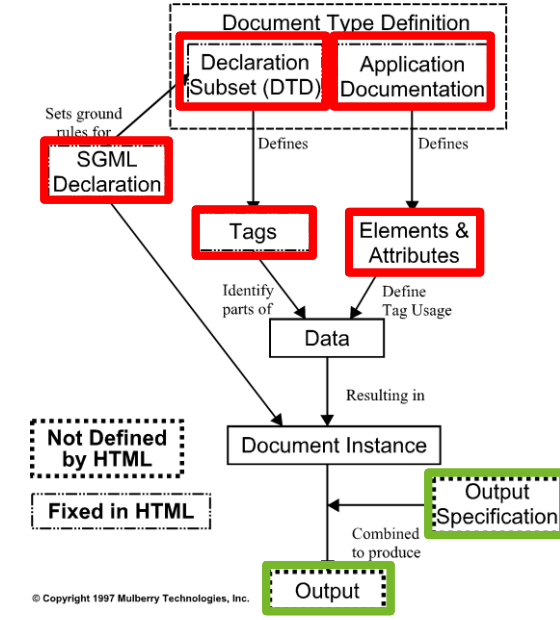 Document Type Definition
Declaration
Subset (DTD)
Application
Documentation
Sets ground
rules for
Defines
Defines
SGML
Declaration
Tags
Elements &
Attributes
Identify
parts of
Define
Tag Usage
Data
Resulting in
Document Instance
Not Defined
by HTML
Output
Specification
Fixed in HTML
Combined
to produce
Output
© Copyright 1997 Mulberry Technologies, Inc.